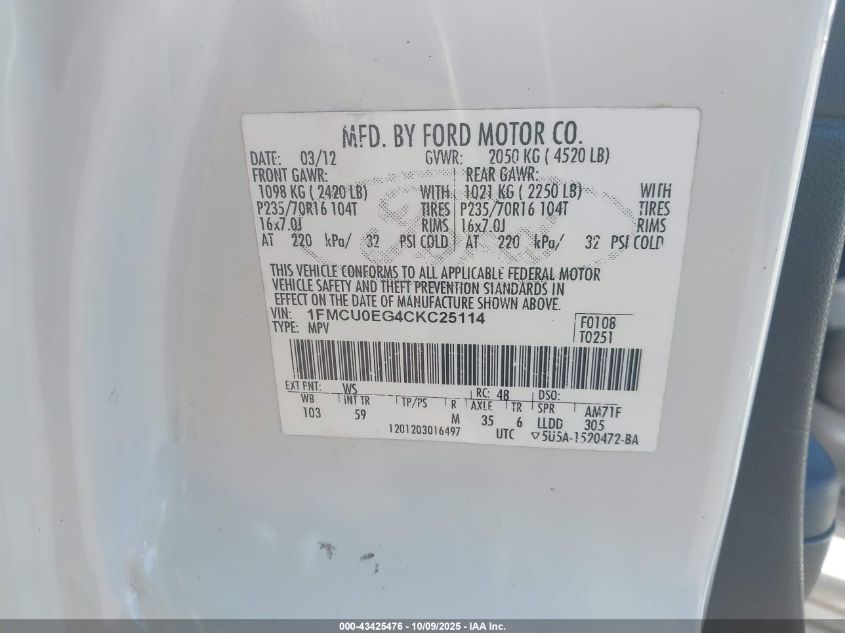 MFD. BY FORD MOTOR CO.
DATE: 03/12 GVWR: 2050 KG ( 4520 LB)
FRONT GAWR: REAR GAWR:
1098 KG ( 2420 LB) WITH 1021 KG ( 2250 LB) WITH
P235/70R16 104T TIRES P235/70R16 104T TIRES
16x7.0J RIMS 16x7.0J RIMS
AT 220 kPa/ 32 PSI COLD AT 220 kPa/ 32 PSI COLD
THIS VEHICLE CONFORMS TO ALL APPLICABLE FEDERAL MOTOR
VEHICLE SAFETY AND THEFT PREVENTION STANDARDS IN
EFFECT ON THE DATE OF MANUFACTURE SHOWN ABOVE.
VIN: 1FMCU0EG4CKC25114 F0108
TYPE: MPV T0251
EXT PNT: WS RC: 48 DSO:
WB INT TR TP/PS R AXLE TR SPR AM71F
103 59 M 35 6 LLDD 305
1201203016497 UTC ▽5U5A-1520472-BA
000-43425476 - 10/09/2025 - IAA Inc.